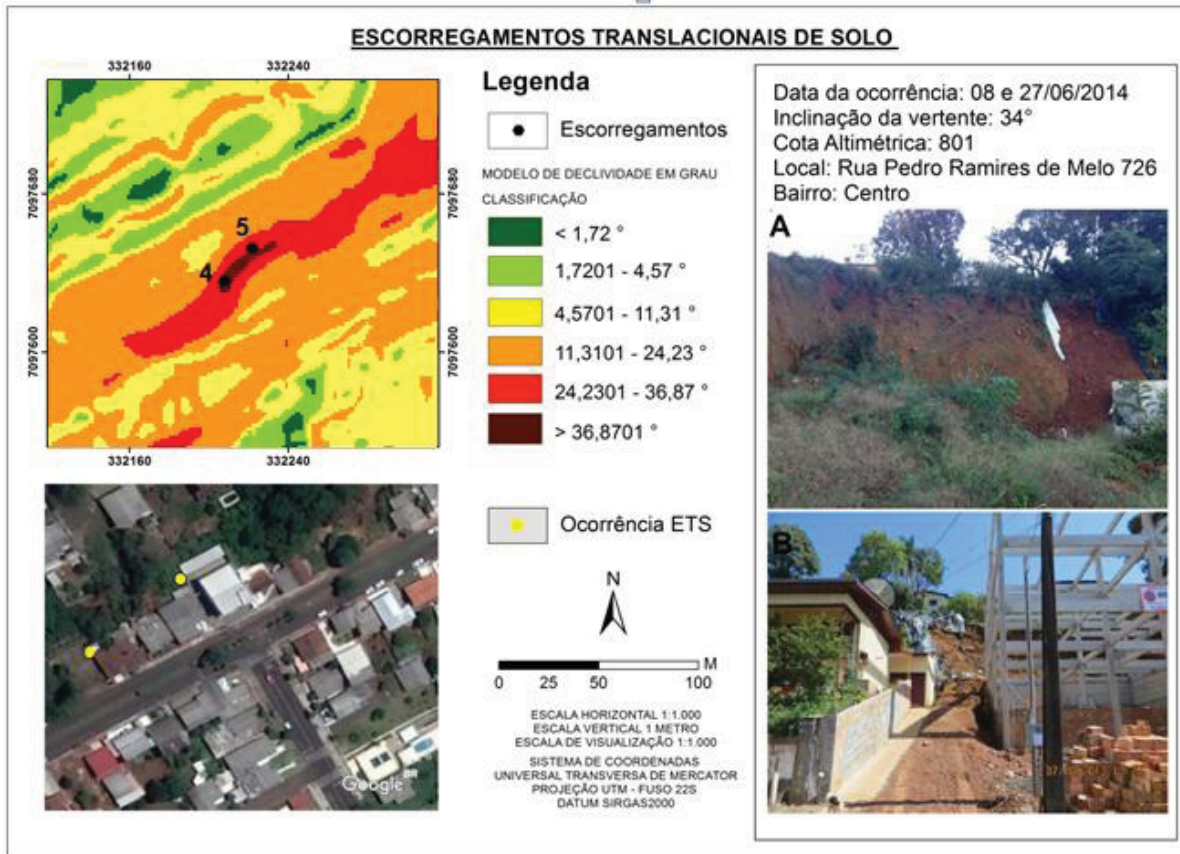 ESCORREGAMENTOS TRANSLACIONAIS DE SOLO
332160 332240
7097680 7097680
5
4
7097600 7097600
332160 332240
Legenda
Escorregamentos
MODELO DE DECLIVIDADE EM GRAU
CLASSIFICAÇÃO
< 1,72 °
1,7201 - 4,57 °
4,5701 - 11,31 °
11,3101 - 24,23 °
24,2301 - 36,87 °
> 36,8701 °
Ocorrência ETS
N
M
0 25 50 100
ESCALA HORIZONTAL 1:1.000
ESCALA VERTICAL 1 METRO
ESCALA DE VISUALIZAÇÃO 1:1.000
SISTEMA DE COORDENADAS
UNIVERSAL TRANSVERSA DE MERCATOR
PROJEÇÃO UTM - FUSO 22S
DATUM SIRGAS2000
Google
Data da ocorrência: 08 e 27/06/2014
Inclinação da vertente: 34°
Cota Altimétrica: 801
Local: Rua Pedro Ramires de Melo 726
Bairro: Centro
A
B